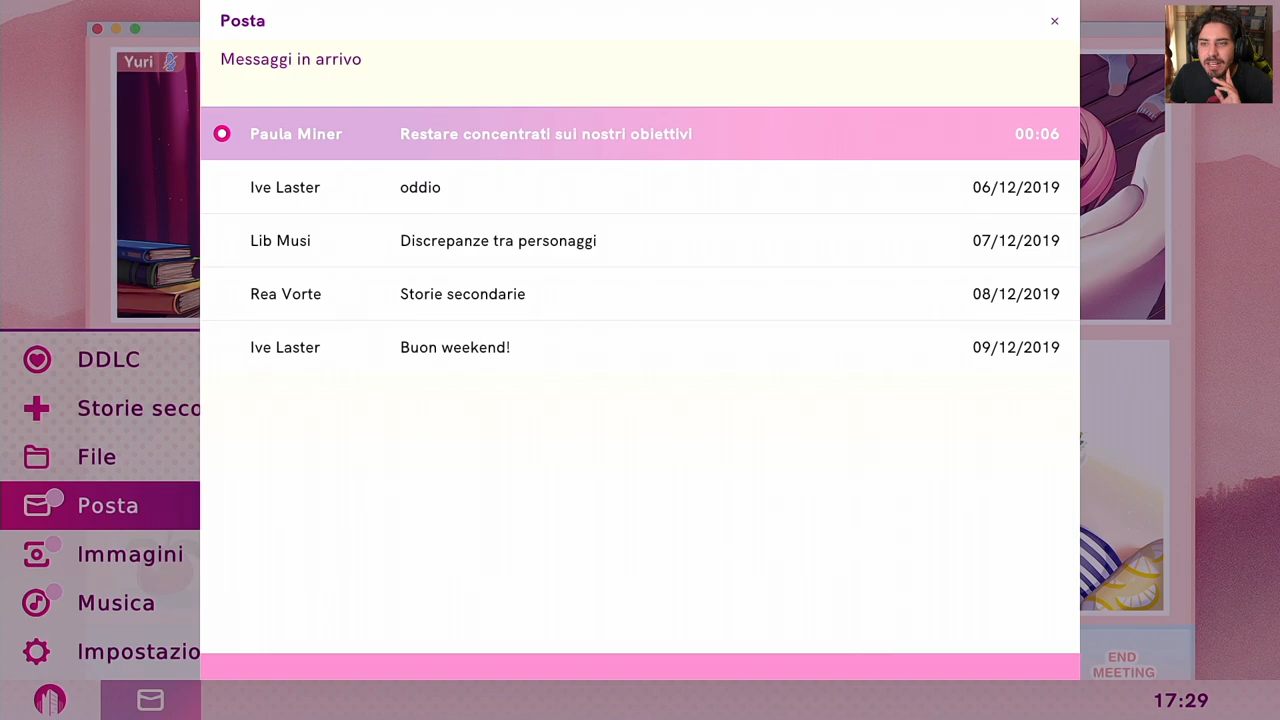 Posta
×
Messaggi in arrivo
Yuri
Paula Miner Restare concentrati sui nostri obiettivi 00:06
Ive Laster oddio 06/12/2019
Lib Musi Discrepanze tra personaggi 07/12/2019
Rea Vorte Storie secondarie 08/12/2019
Ive Laster Buon weekend! 09/12/2019
DDLC
Storie seco
File
Posta
Immagini
Musica
Impostazio
END
MEETING
17:29